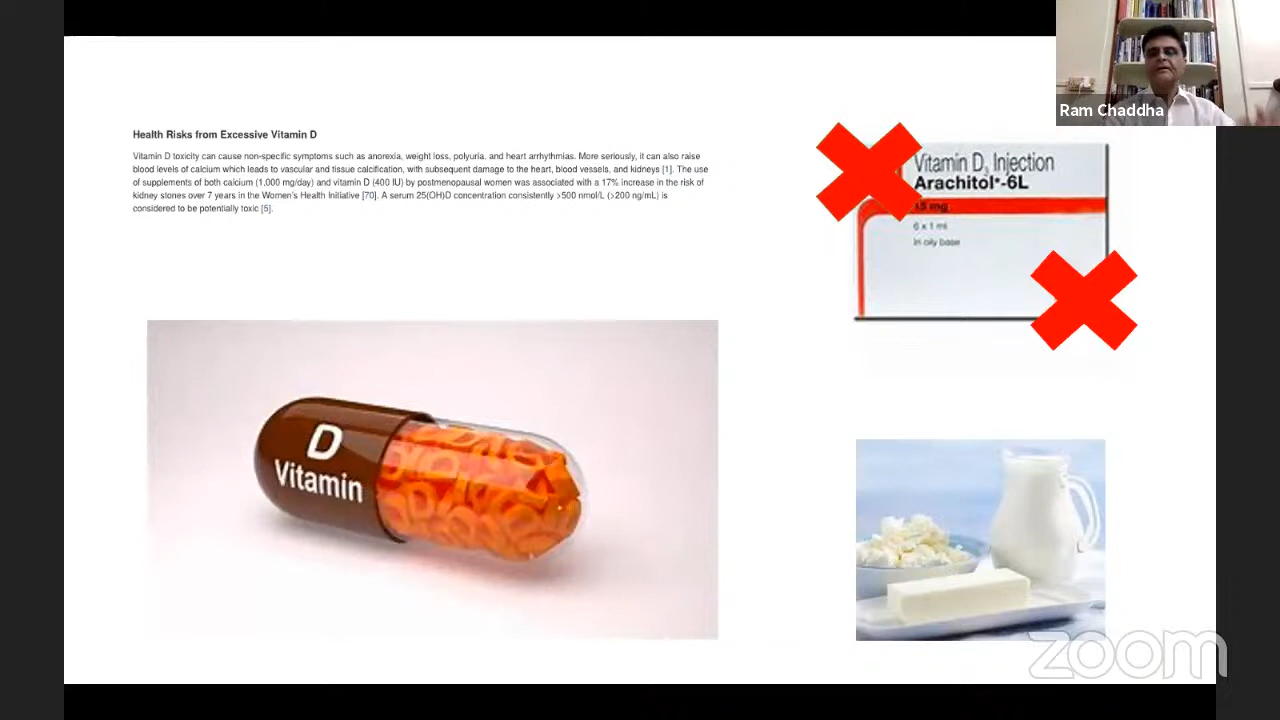 Ram Chaddha
Health Risks from Excessive Vitamin D
Vitamin D toxicity can cause non-specific symptoms such as anorexia, weight loss, polyuria, and heart arrhythmias. More seriously, it can also raise
blood levels of calcium which leads to vascular and tissue calcification, with subsequent damage to the heart, blood vessels, and kidneys [1]. The use
of supplements of both calcium (1,000 mg/day) and vitamin D (400 IU) by postmenopausal women was associated with a 17% increase in the risk of
kidney stones over 7 years in the Women's Health Initiative [70]. A serum 25(OH)D concentration consistently >500 nmol/L (>200 ng/mL) is
considered to be potentially toxic [5].
Vitamin D3 Injection
Arachitol®-6L
15 mg
6 x 1 ml
In oily base
D
Vitamin
zoom